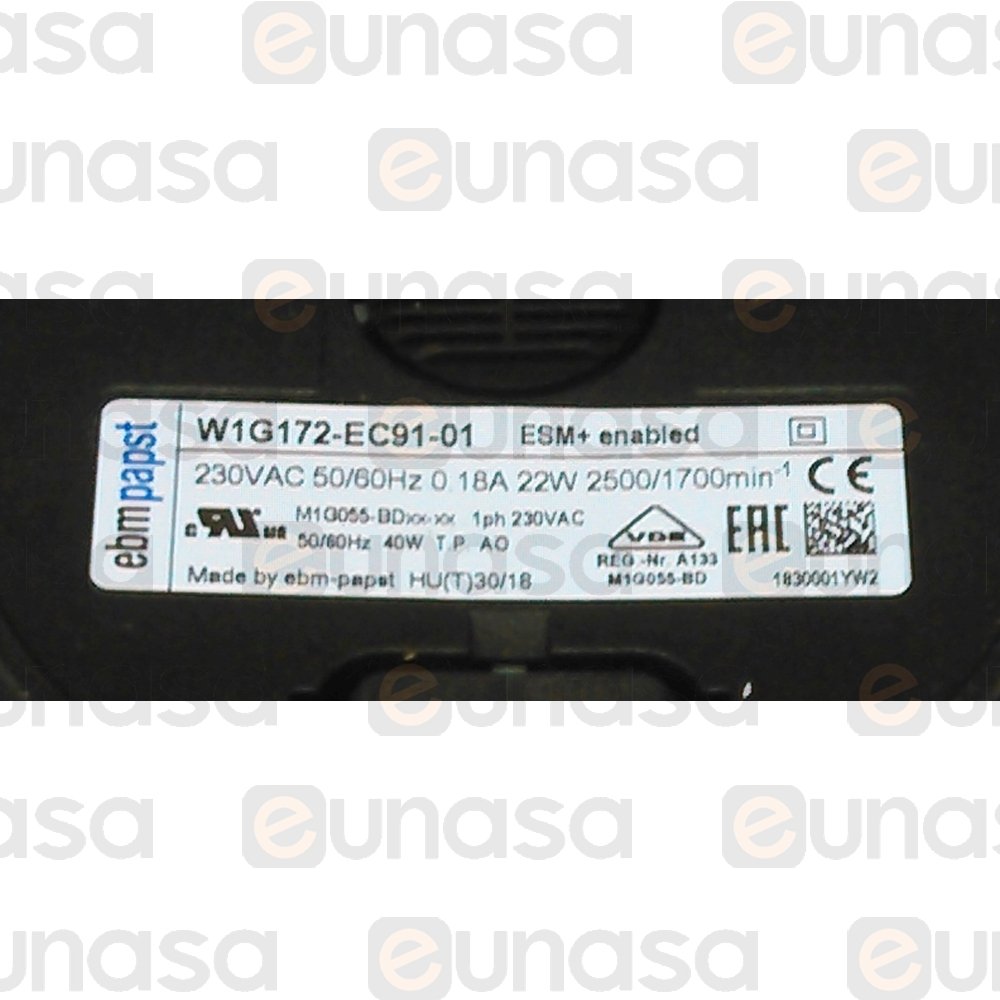 ebmpapst
W1G172-EC91-01 ESM+ enabled
230VAC 50/60Hz 0.18A 22W 2500/1700min-1 CE
M1G055-BDxx-xx 1ph 230VAC
50/60Hz 40W T.P. AO
VDE
REG.-Nr. A133
M1G055-BD
EAC
Made by ebm-papst HU(T)30/18
1830001YW2
eunasa